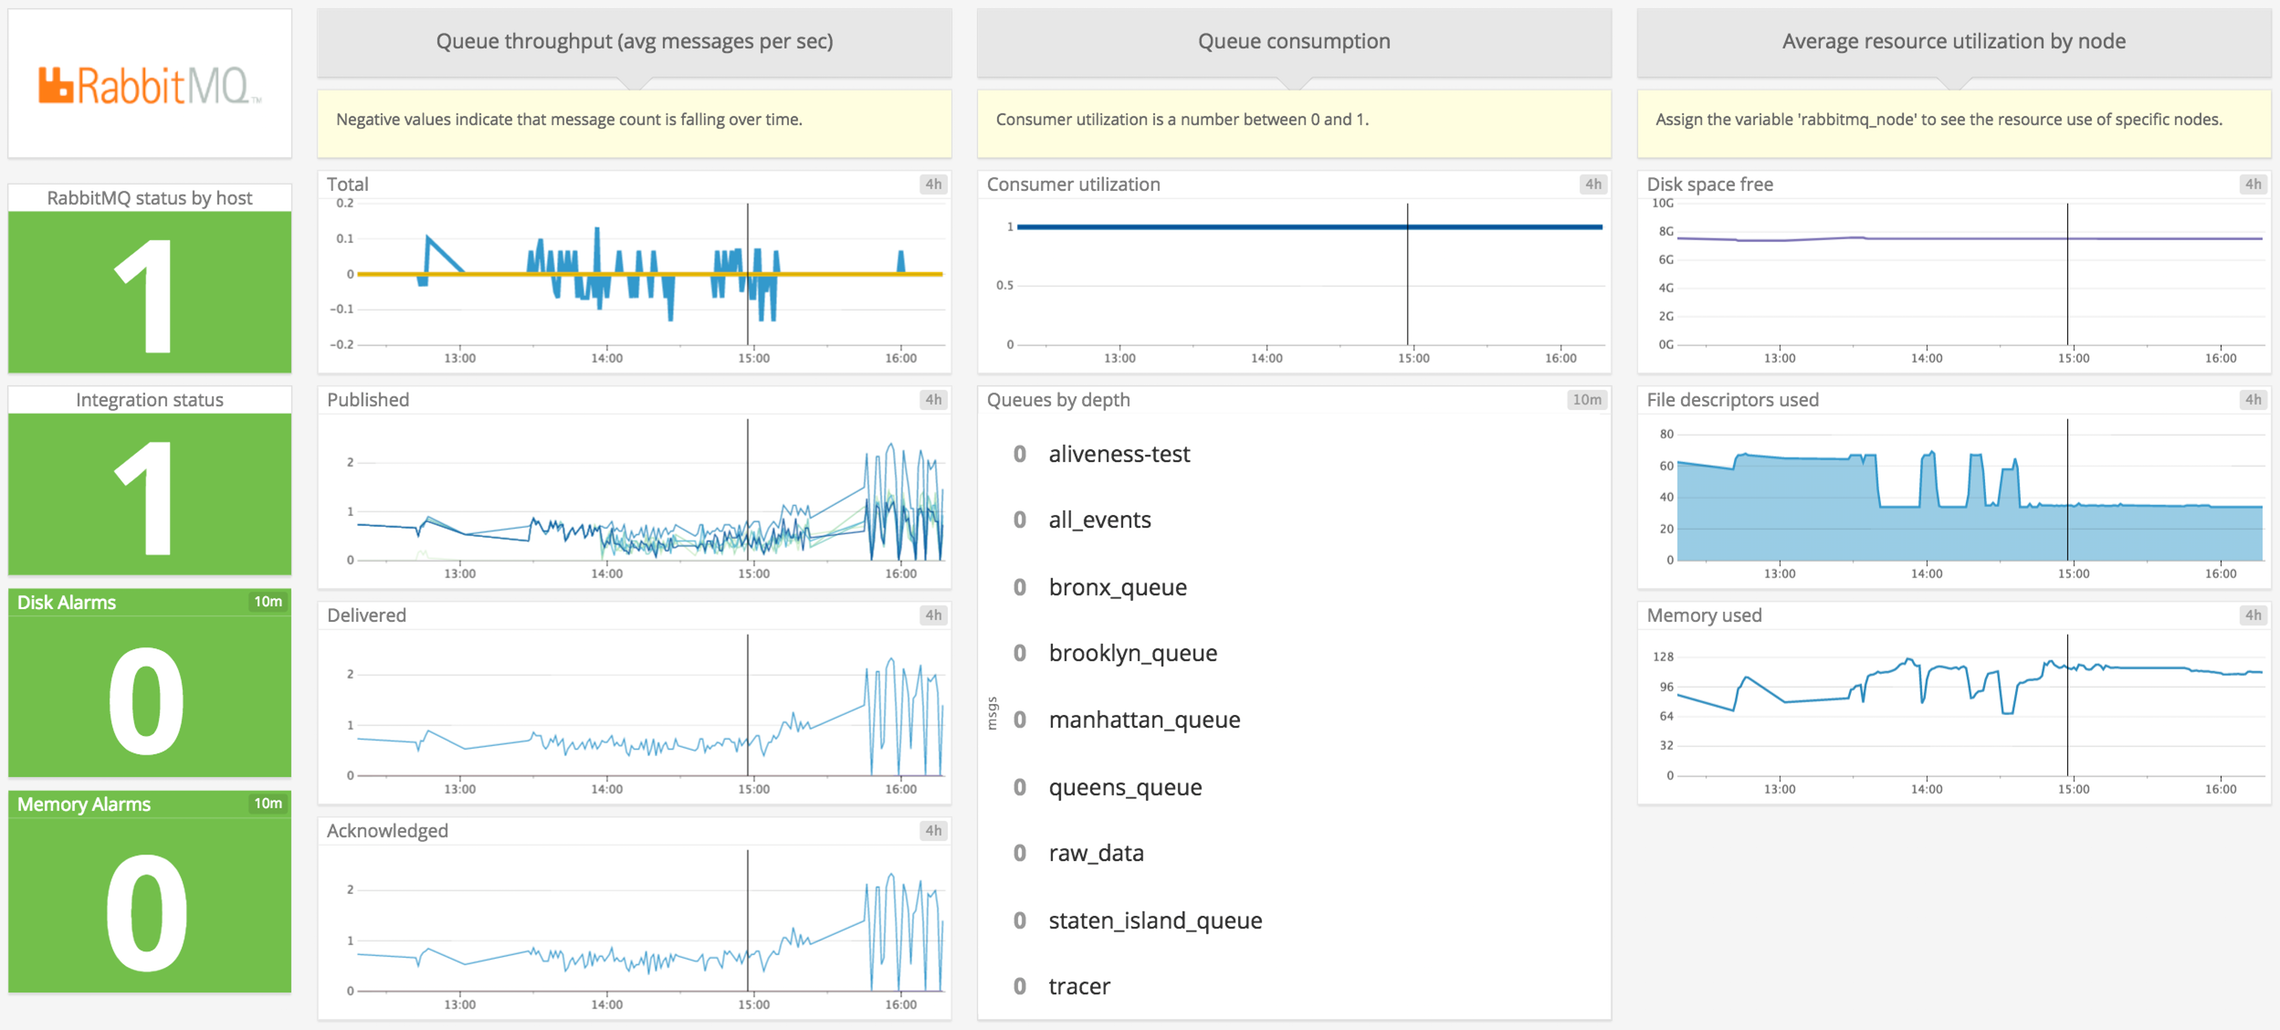 RabbitMQ™
RabbitMQ status by host
1
Integration status
1
Disk Alarms 10m
0
Memory Alarms 10m
0
Queue throughput (avg messages per sec)
Negative values indicate that message count is falling over time.
Total 4h
0.2
0.1
0
-0.1
-0.2
13:00 14:00 15:00 16:00
Published 4h
2
1
0
13:00 14:00 15:00 16:00
Delivered 4h
2
1
0
13:00 14:00 15:00 16:00
Acknowledged 4h
2
1
0
13:00 14:00 15:00 16:00
Queue consumption
Consumer utilization is a number between 0 and 1.
Consumer utilization 4h
1
0.5
0
13:00 14:00 15:00 16:00
Queues by depth 10m
msgs
0 aliveness-test
0 all_events
0 bronx_queue
0 brooklyn_queue
0 manhattan_queue
0 queens_queue
0 raw_data
0 staten_island_queue
0 tracer
Average resource utilization by node
Assign the variable 'rabbitmq_node' to see the resource use of specific nodes.
Disk space free 4h
10G
8G
6G
4G
2G
0G
13:00 14:00 15:00 16:00
File descriptors used 4h
80
60
40
20
0
13:00 14:00 15:00 16:00
Memory used 4h
128
96
64
32
0
13:00 14:00 15:00 16:00